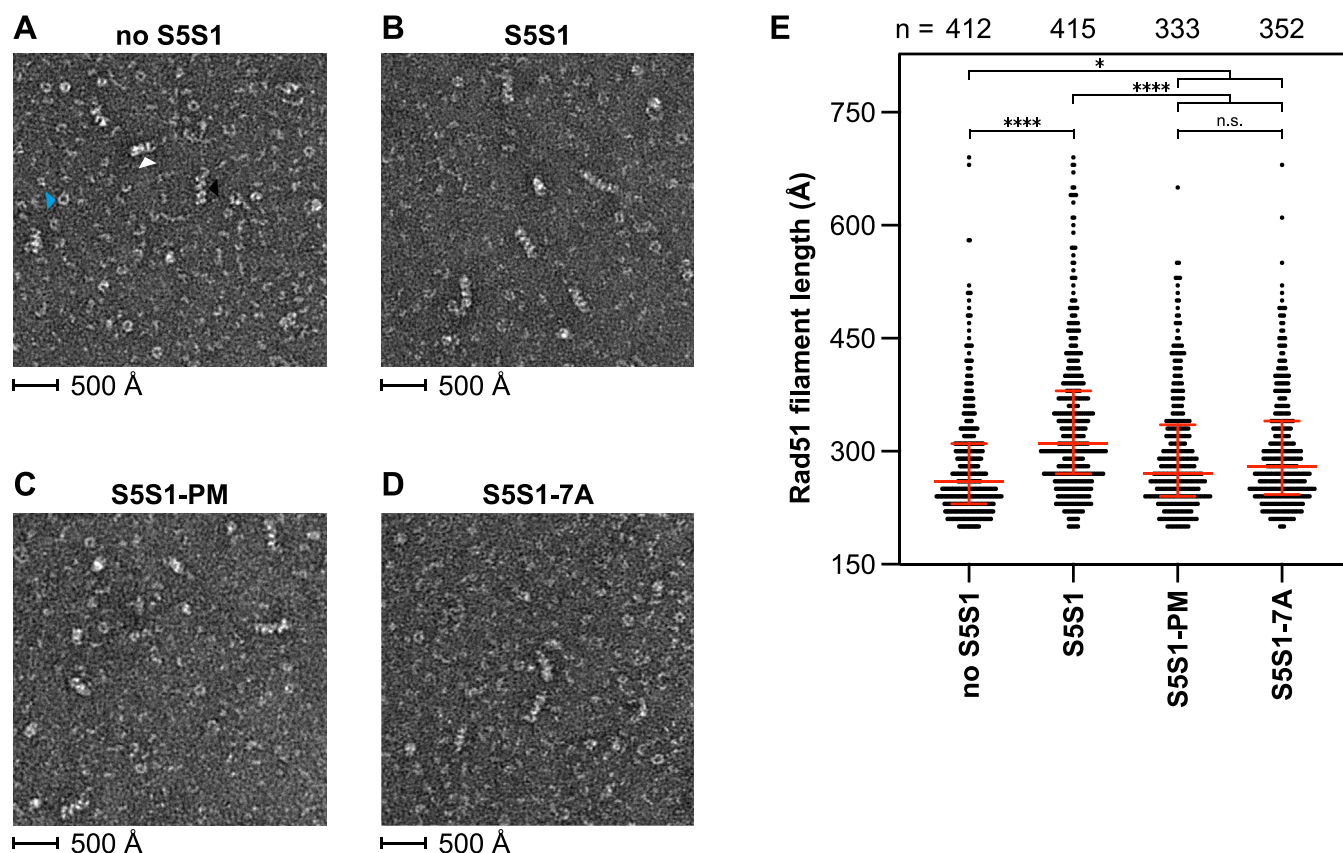 A
no S5S1
500 Å
B
S5S1
500 Å
C
S5S1-PM
500 Å
D
S5S1-7A
500 Å
E
n = 412 415 333 352
*
****
****
n.s.
Rad51 filament length (Å)
750
600
450
300
150
no S5S1
S5S1
S5S1-PM
S5S1-7A